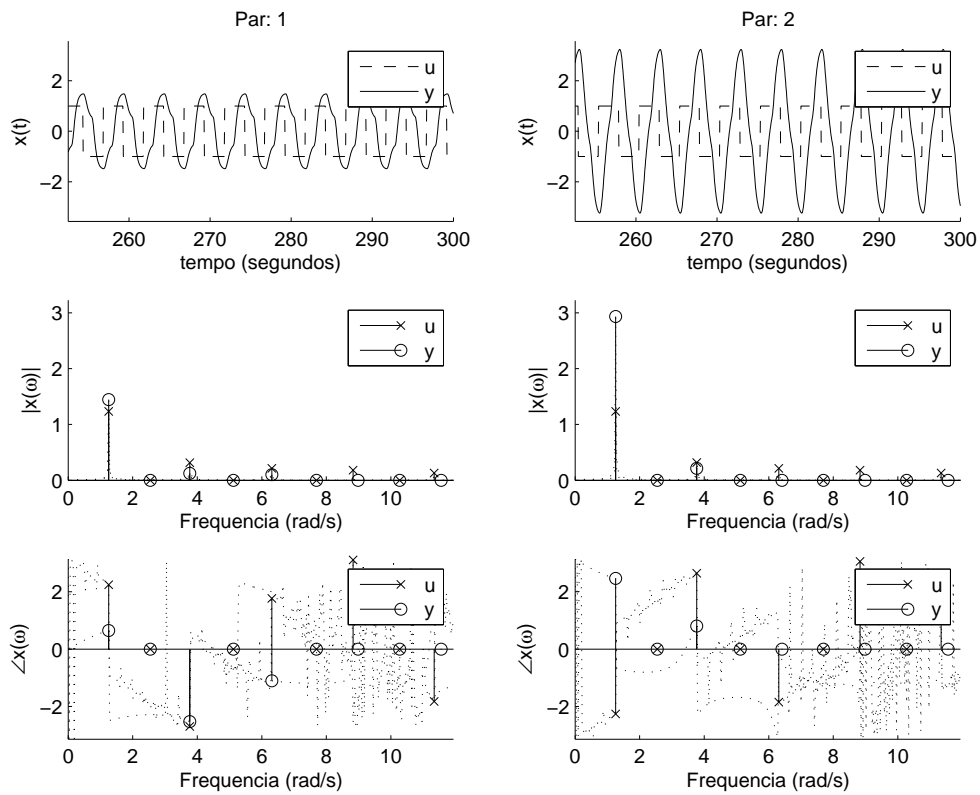 Par: 1
x(t)
2
0
−2
u
y
260 270 280 290 300
tempo (segundos)
Par: 2
x(t)
2
0
−2
u
y
260 270 280 290 300
tempo (segundos)
|x(ω)|
3
2
1
0
u
y
0 2 4 6 8 10
Frequencia (rad/s)
|x(ω)|
3
2
1
0
u
y
0 2 4 6 8 10
Frequencia (rad/s)
∠x(ω)
2
0
−2
u
y
0 2 4 6 8 10
Frequencia (rad/s)
∠x(ω)
2
0
−2
u
y
0 2 4 6 8 10
Frequencia (rad/s)